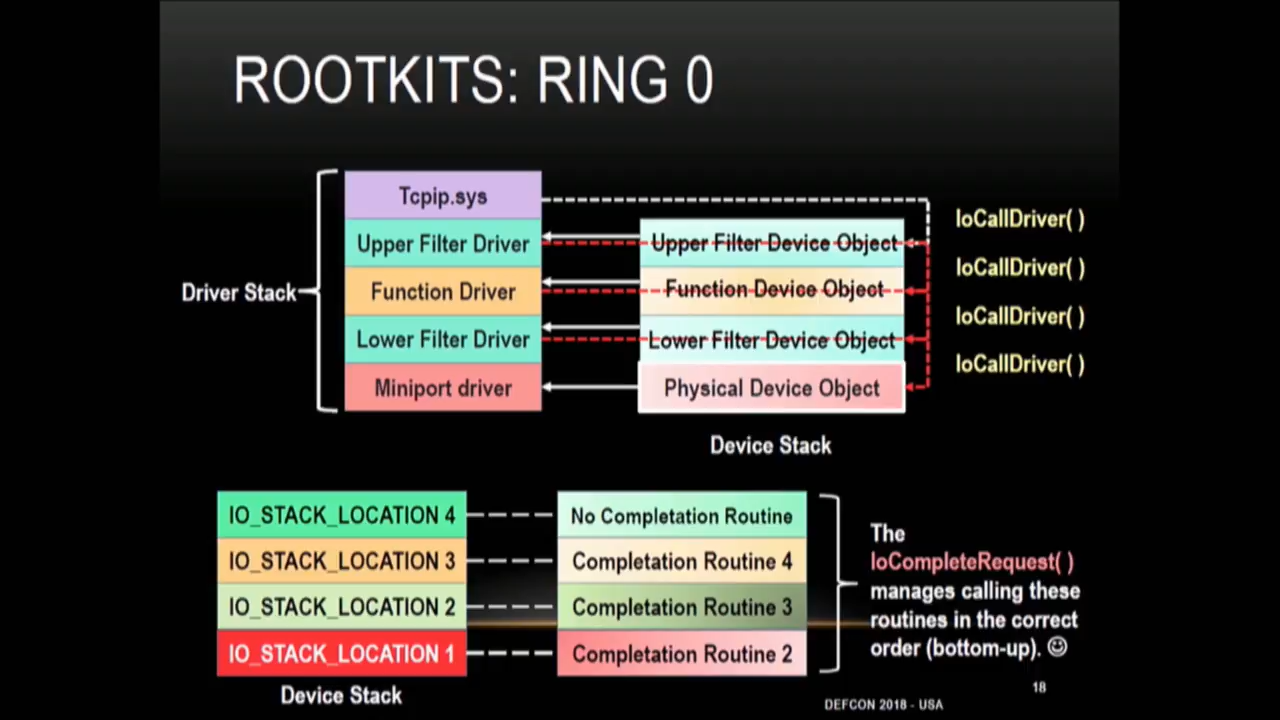 ROOTKITS: RING 0
Tcpip.sys
Upper Filter Driver
Function Driver
Lower Filter Driver
Miniport driver
Driver Stack
Upper Filter Device Object
Function Device Object
Lower Filter Device Object
Physical Device Object
Device Stack
IoCallDriver( )
IoCallDriver( )
IoCallDriver( )
IoCallDriver( )
IO_STACK_LOCATION 4
IO_STACK_LOCATION 3
IO_STACK_LOCATION 2
IO_STACK_LOCATION 1
Device Stack
No Completation Routine
Completation Routine 4
Completation Routine 3
Completation Routine 2
The
IoCompleteRequest( )
manages calling these
routines in the correct
order (bottom-up). ☺
18
DEFCON 2018 - USA